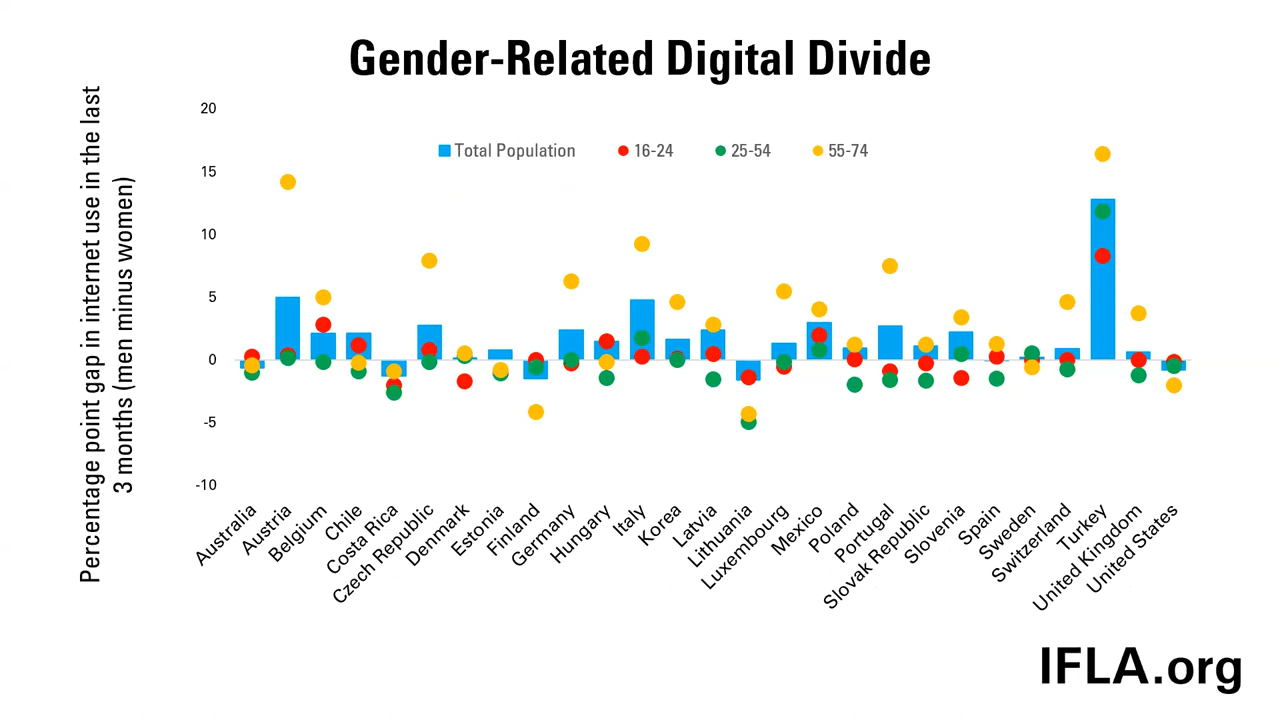 Gender-Related Digital Divide
Percentage point gap in internet use in the last
3 months (men minus women)
20
15
10
5
0
-5
-10
Total Population
16-24
25-54
55-74
Australia
Austria
Belgium
Chile
Costa Rica
Czech Republic
Denmark
Estonia
Finland
Germany
Hungary
Italy
Korea
Latvia
Lithuania
Luxembourg
Mexico
Poland
Portugal
Slovak Republic
Slovenia
Spain
Sweden
Switzerland
Turkey
United Kingdom
United States
IFLA.org